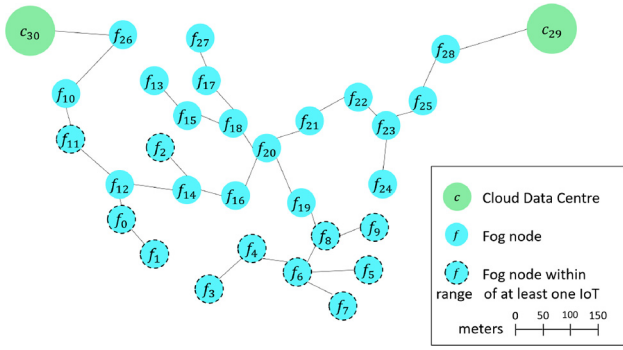 c30
f26
f27
f28
c29
f10
f13
f17
f22
f25
f11
f15
f18
f21
f23
f2
f20
f12
f14
f16
f24
f0
f19
f1
f8
f9
f4
f6
f5
f3
f7
c Cloud Data Centre
f Fog node
f Fog node within
range of at least one IoT
meters 0 50 100 150